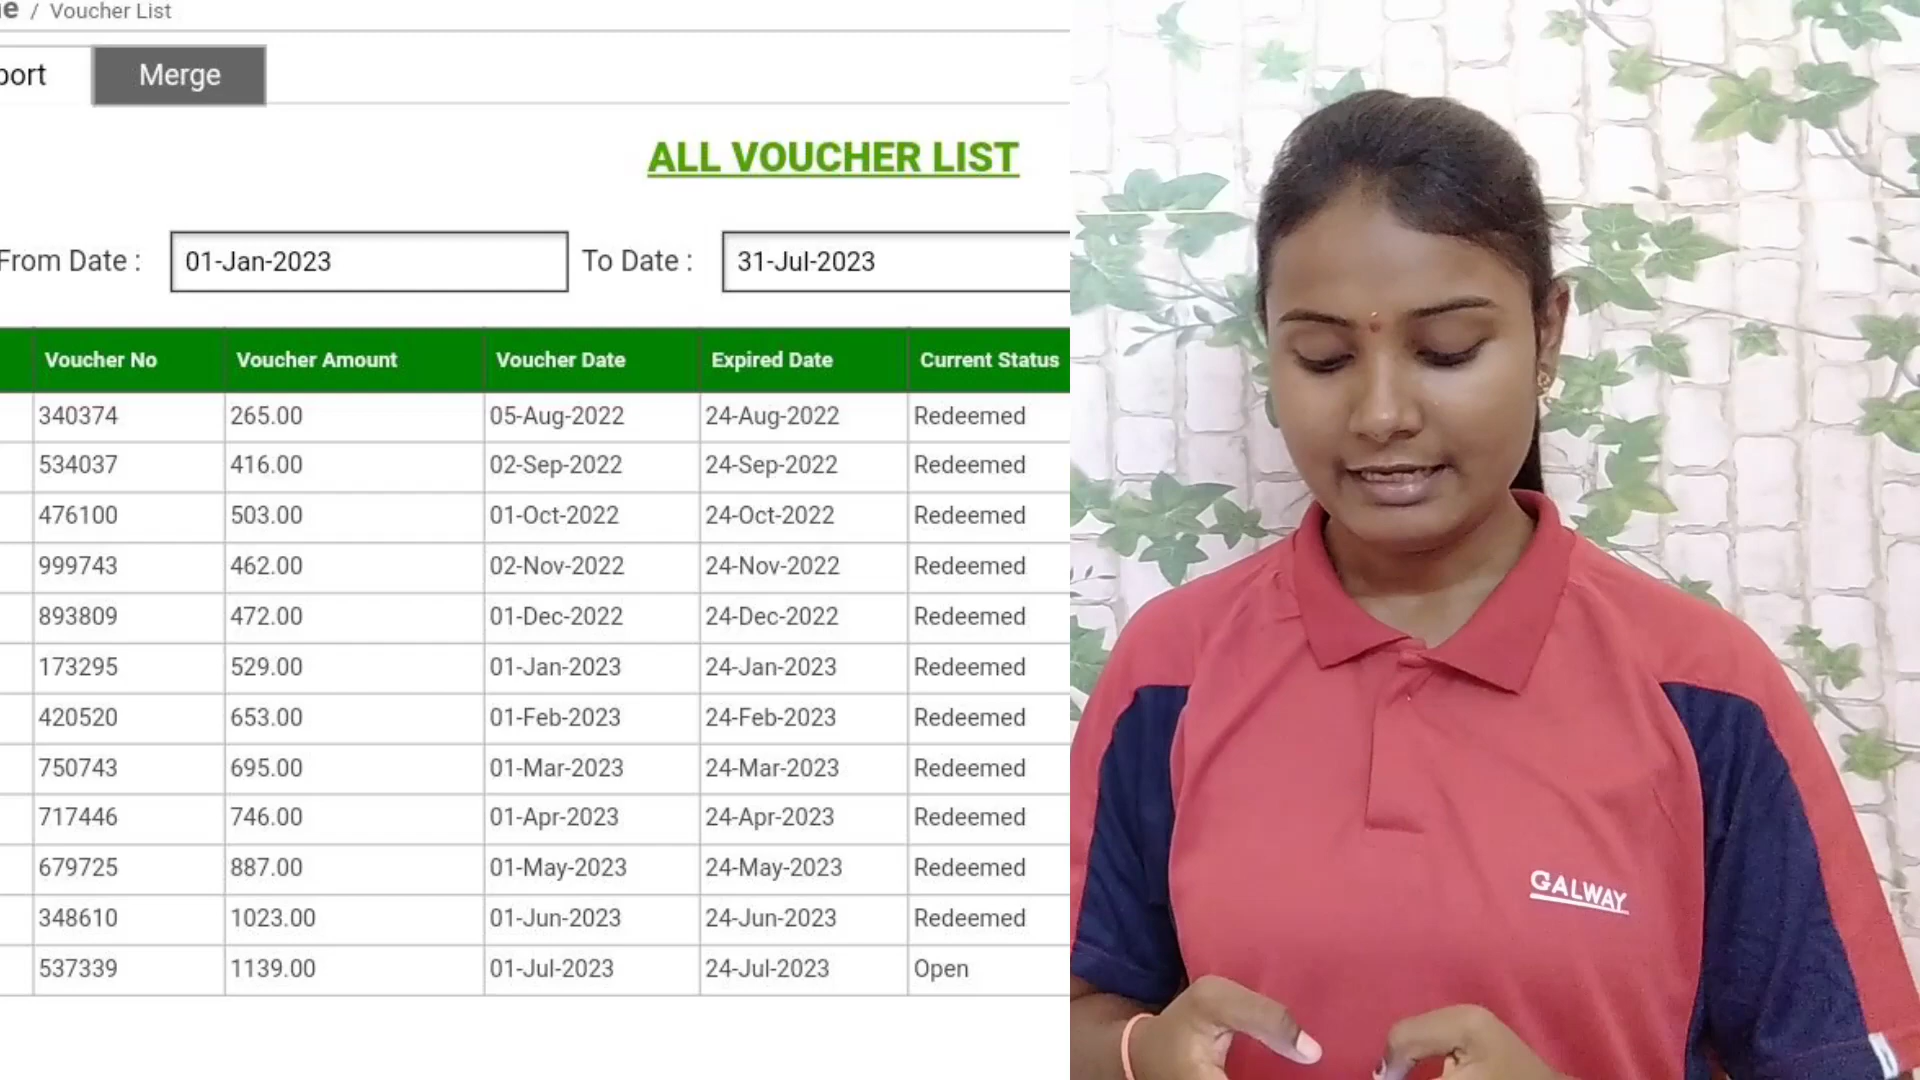 / Voucher List
Merge
ALL VOUCHER LIST
From Date : 01-Jan-2023 To Date : 31-Jul-2023
Voucher No Voucher Amount Voucher Date Expired Date Current Status
340374 265.00 05-Aug-2022 24-Aug-2022 Redeemed
534037 416.00 02-Sep-2022 24-Sep-2022 Redeemed
476100 503.00 01-Oct-2022 24-Oct-2022 Redeemed
999743 462.00 02-Nov-2022 24-Nov-2022 Redeemed
893809 472.00 01-Dec-2022 24-Dec-2022 Redeemed
173295 529.00 01-Jan-2023 24-Jan-2023 Redeemed
420520 653.00 01-Feb-2023 24-Feb-2023 Redeemed
750743 695.00 01-Mar-2023 24-Mar-2023 Redeemed
717446 746.00 01-Apr-2023 24-Apr-2023 Redeemed
679725 887.00 01-May-2023 24-May-2023 Redeemed
348610 1023.00 01-Jun-2023 24-Jun-2023 Redeemed
537339 1139.00 01-Jul-2023 24-Jul-2023 Open
GALWAY